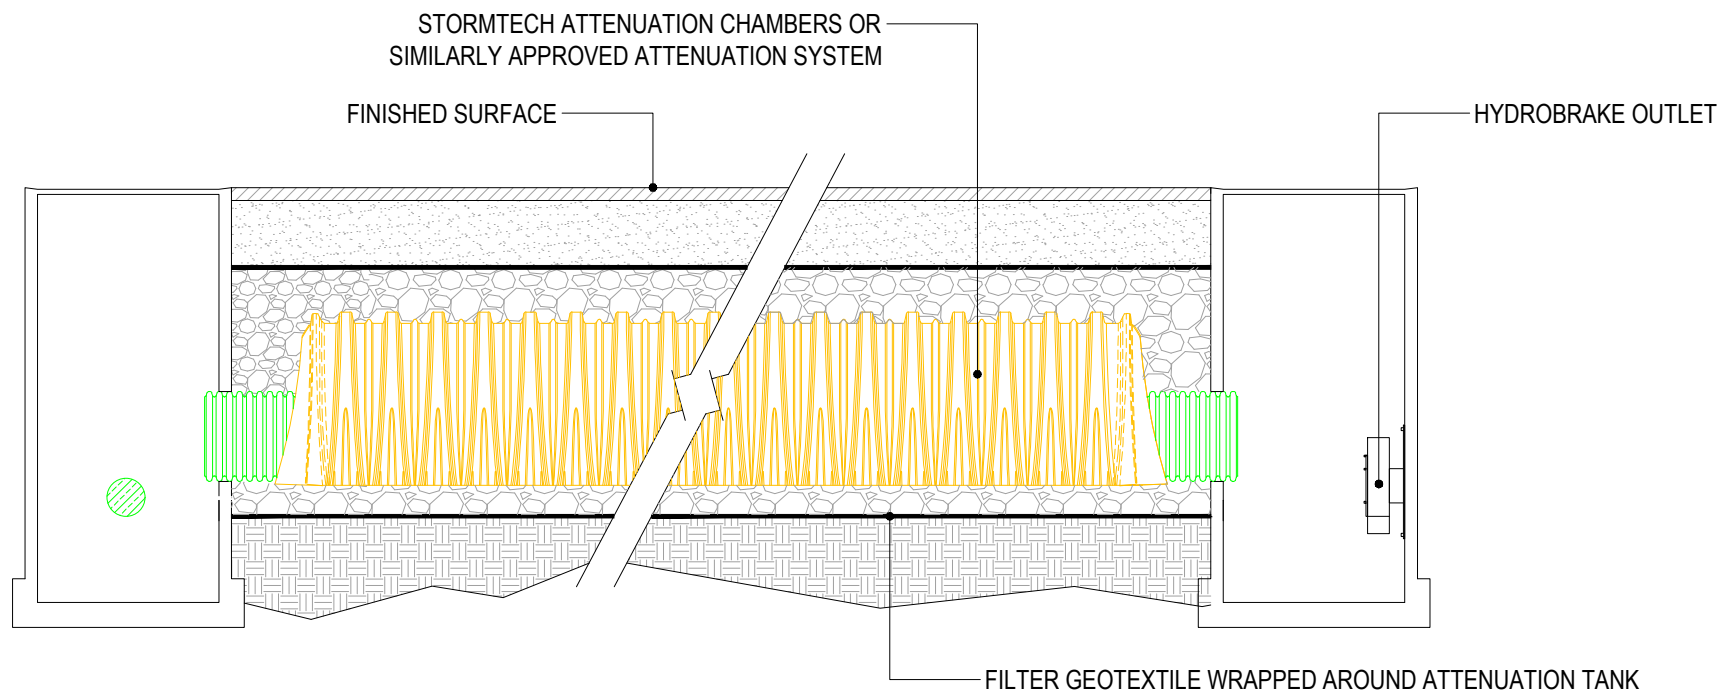 STORMTECH ATTENUATION CHAMBERS OR
SIMILARLY APPROVED ATTENUATION SYSTEM
FINISHED SURFACE
HYDROBRAKE OUTLET
FILTER GEOTEXTILE WRAPPED AROUND ATTENUATION TANK